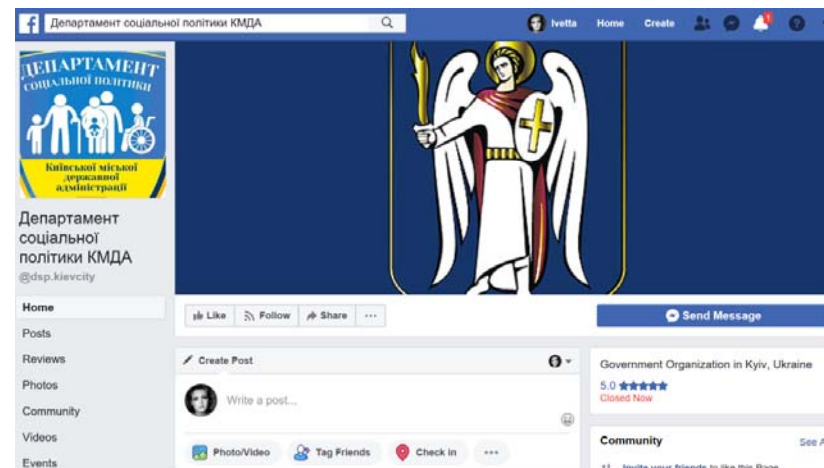 Департамент соціальної політики КМДА
Ivetta Home Create
1
ДЕПАРТАМЕНТ
СОЦІАЛЬНОЇ ПОЛІТИКИ
Київської міської
державної
адміністрації
Департамент
соціальної
політики КМДА
@dsp.kievcity
Home
Posts
Reviews
Photos
Community
Videos
Events
Like Follow Share
Send Message
Create Post
Write a post...
Photo/Video Tag Friends Check in
Government Organization in Kyiv, Ukraine
5.0
Closed Now
Community See A
Invite your friends to like this Page